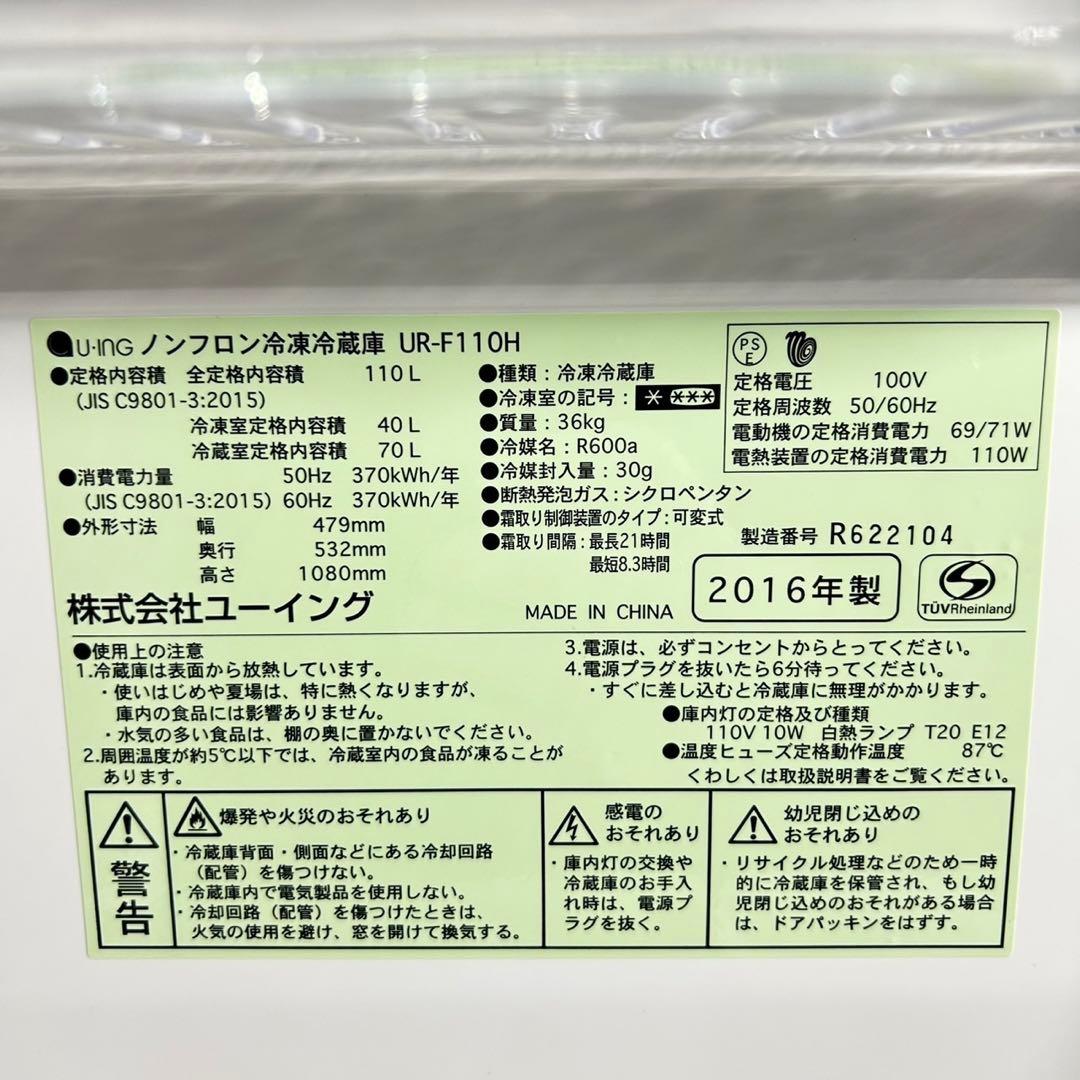 U·ING ノンフロン冷凍冷蔵庫 UR-F110H
●定格内容積 全定格内容積 110L
(JIS C9801-3:2015)
冷凍室定格内容積 40L
冷蔵室定格内容積 70L
●消費電力量 50Hz 370kWh/年
(JIS C9801-3:2015) 60Hz 370kWh/年
●外形寸法 幅 479mm
奥行 532mm
高さ 1080mm
株式会社ユーイング
●種類：冷凍冷蔵庫
●冷凍室の記号：* ***
●質量：36kg
●冷媒名：R600a
●冷媒封入量：30g
●断熱発泡ガス：シクロペンタン
●霜取り制御装置のタイプ：可変式
●霜取り間隔：最長21時間
最短8.3時間
MADE IN CHINA
PS
E
定格電圧 100V
定格周波数 50/60Hz
電動機の定格消費電力 69/71W
電熱装置の定格消費電力 110W
製造番号 R622104
2016年製
TÜVRheinland
●使用上の注意
1.冷蔵庫は表面から放熱しています。
・使いはじめや夏場は、特に熱くなりますが、
庫内の食品には影響ありません。
・水気の多い食品は、棚の奥に置かないでください。
2.周囲温度が約5℃以下では、冷蔵室内の食品が凍ることが
あります。
3.電源は、必ずコンセントからとってください。
4.電源プラグを抜いたら6分待ってください。
・すぐに差し込むと冷蔵庫に無理がかかります。
●庫内灯の定格及び種類
110V 10W 白熱ランプ T20 E12
●温度ヒューズ定格動作温度 87℃
くわしくは取扱説明書をご覧ください。
警告
爆発や火災のおそれあり
・冷蔵庫背面・側面などにある冷却回路
（配管）を傷つけない。
・冷蔵庫内で電気製品を使用しない。
・冷却回路（配管）を傷つけたときは、
火気の使用を避け、窓を開けて換気する。
感電の
おそれあり
・庫内灯の交換や
冷蔵庫のお手入
れ時は、電源プ
ラグを抜く。
幼児閉じ込めの
おそれあり
・リサイクル処理などのため一時
的に冷蔵庫を保管され、もし幼
児閉じ込めのおそれがある場合
は、ドアパッキンをはずす。